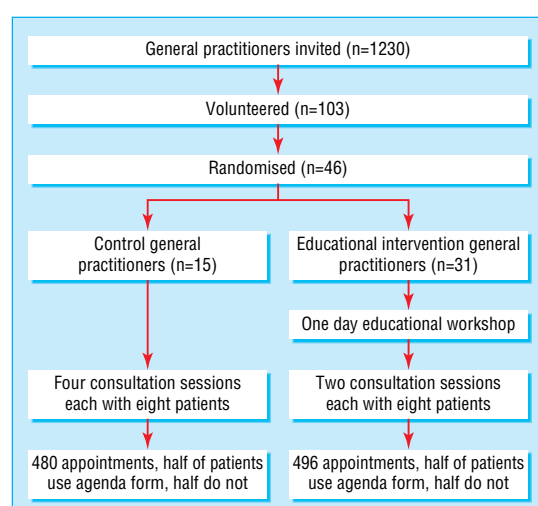 General practitioners invited (n=1230)
Volunteered (n=103)
Randomised (n=46)
Control general
practitioners (n=15)
Educational intervention general
practitioners (n=31)
One day educational workshop
Four consultation sessions
each with eight patients
Two consultation sessions
each with eight patients
480 appointments, half of patients
use agenda form, half do not
496 appointments, half of patients
use agenda form, half do not